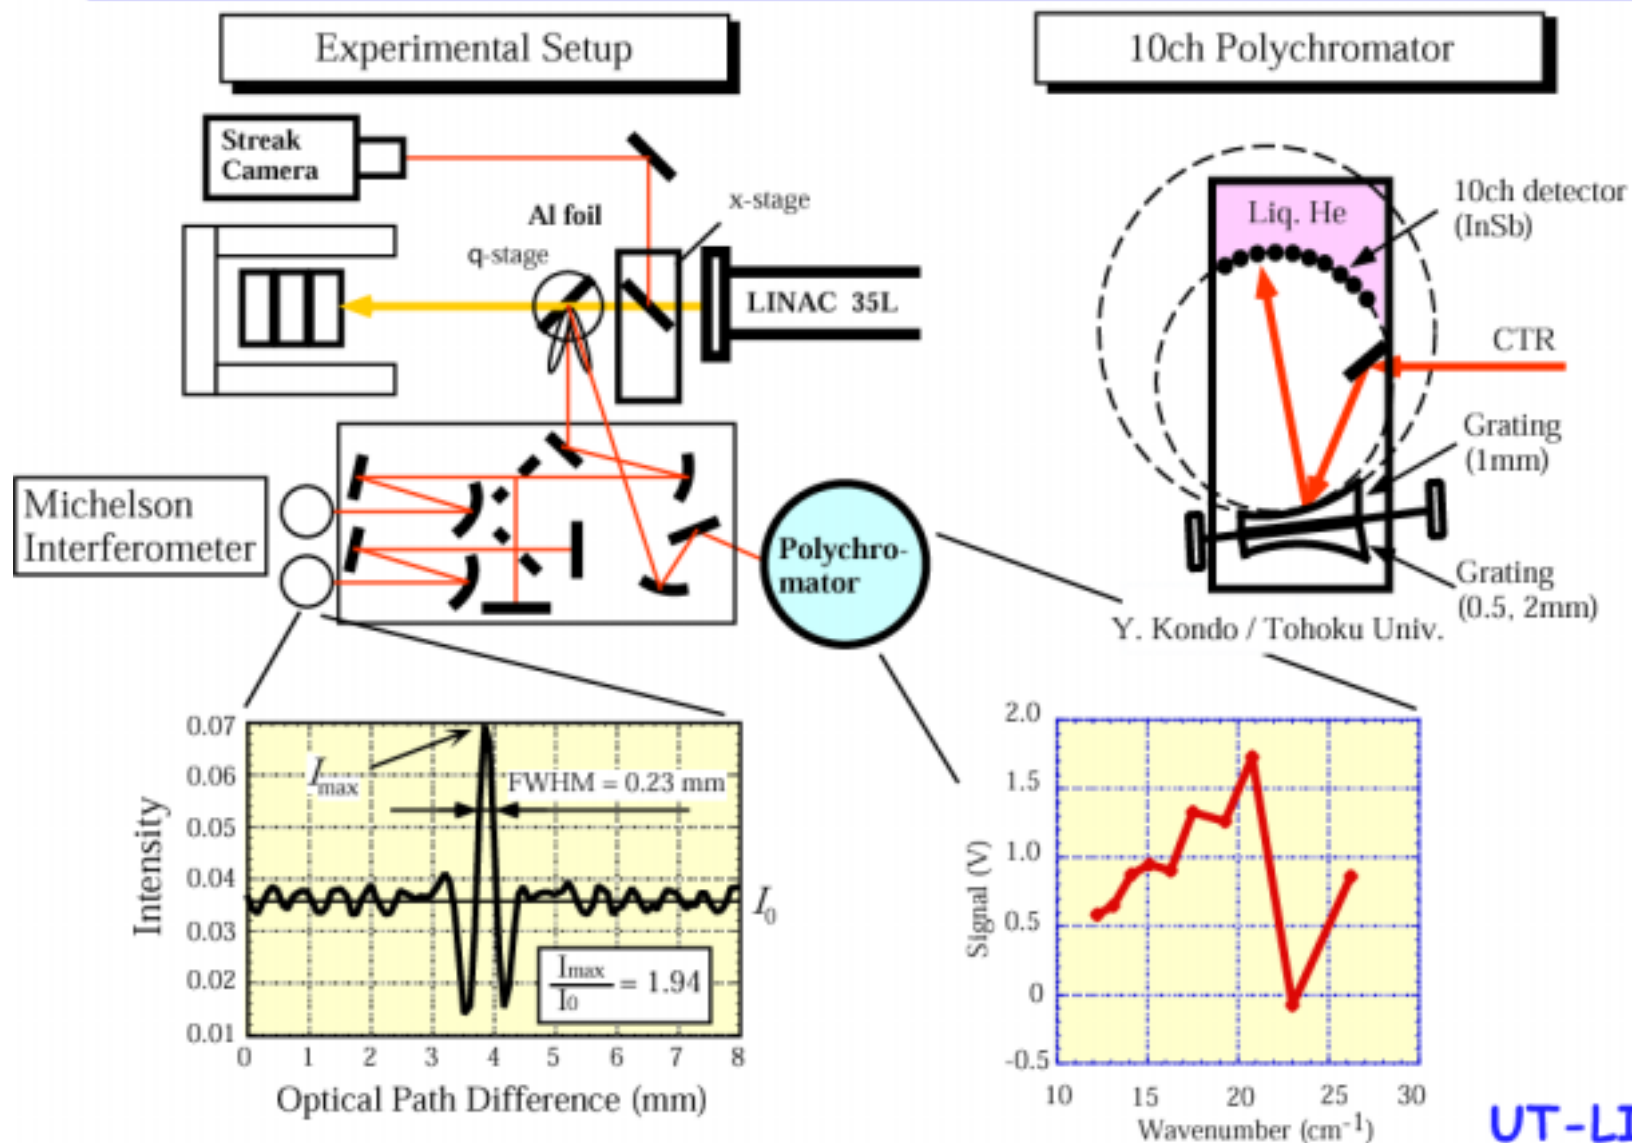 Experimental Setup
10ch Polychromator
Streak
Camera
Al foil
x-stage
q-stage
LINAC 35L
Liq. He
10ch detector
(InSb)
CTR
Grating
(1mm)
Grating
(0.5, 2mm)
Michelson
Interferometer
Polychro-
mator
Y. Kondo / Tohoku Univ.
0.07
0.06
0.05
0.04
0.03
0.02
0.01
Intensity
Imax
FWHM = 0.23 mm
I0
Imax
I0
= 1.94
0 1 2 3 4 5 6 7 8
Optical Path Difference (mm)
2.0
1.5
1.0
0.5
0
-0.5
Signal (V)
10 15 20 25 30
Wavenumber (cm-1)
UT-LI